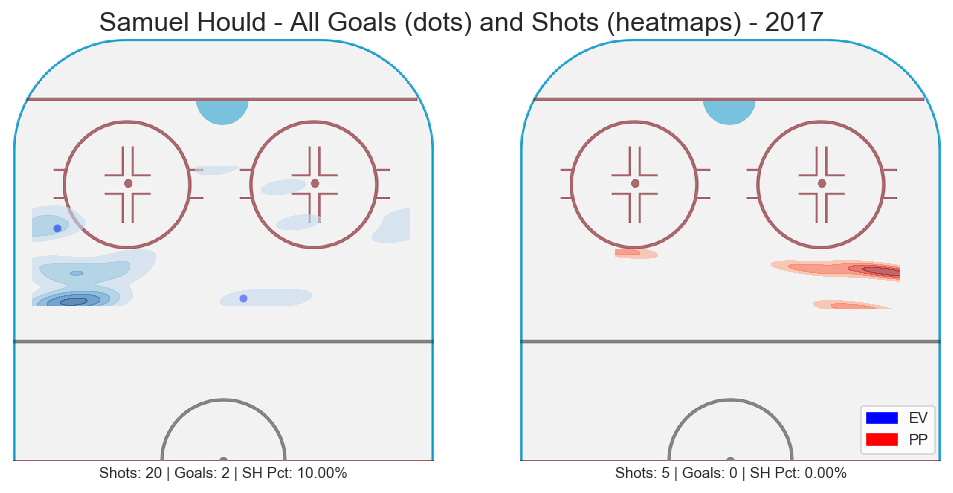 Samuel Hould - All Goals (dots) and Shots (heatmaps) - 2017
EV
PP
Shots: 20 | Goals: 2 | SH Pct: 10.00%
Shots: 5 | Goals: 0 | SH Pct: 0.00%